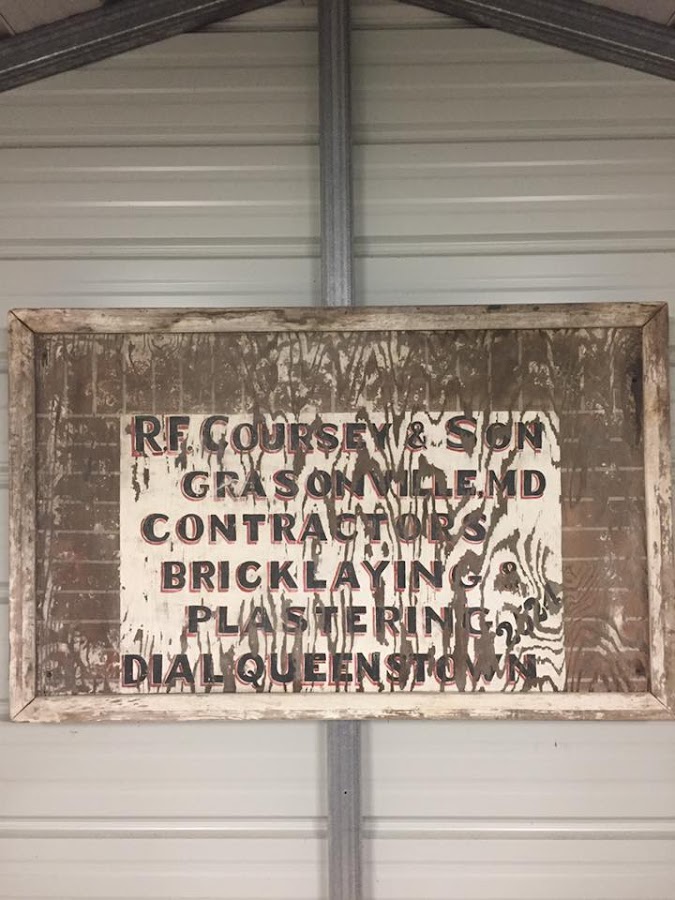 R.F. COURSEY & SON
GRASONVILLE, MD
CONTRACTORS
BRICKLAYING &
PLASTERING
DIAL QUEENSTOWN